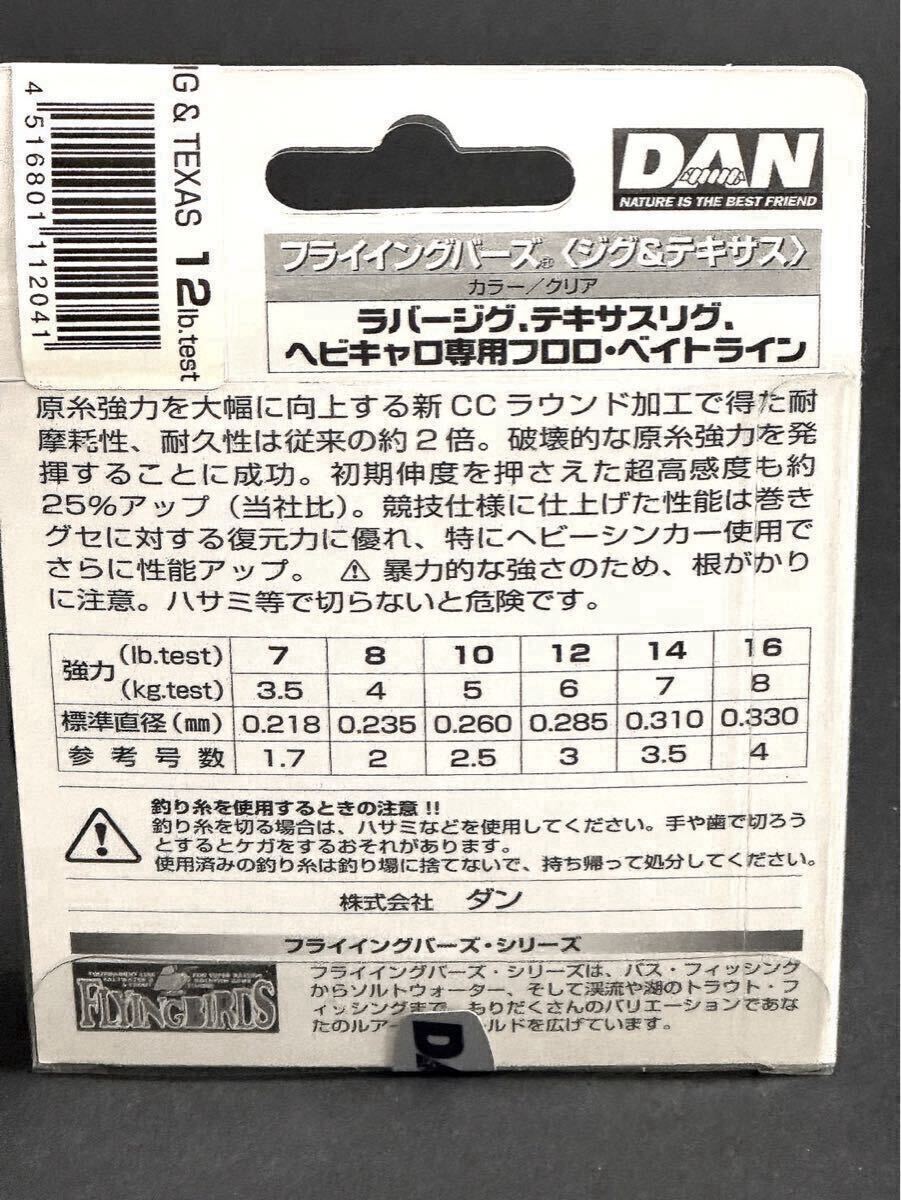 4 516801 112041
IG & TEXAS 12lb.test
DAN
NATURE IS THE BEST FRIEND
フライイングバーズ®〈ジグ&テキサス〉
カラー/クリア
ラバージグ、テキサスリグ、
ヘビキャロ専用フロロ・ベイトライン
原糸強力を大幅に向上する新CCラウンド加工で得た耐
摩耗性、耐久性は従来の約2倍。破壊的な原糸強力を発
揮することに成功。初期伸度を押さえた超高感度も約
25%アップ(当社比)。競技仕様に仕上げた性能は巻き
グセに対する復元力に優れ、特にヘビーシンカー使用で
さらに性能アップ。 ⚠ 暴力的な強さのため、根がかり
に注意。ハサミ等で切らないと危険です。
強力 (lb.test) 7 8 10 12 14 16
(kg.test) 3.5 4 5 6 7 8
標準直径(mm) 0.218 0.235 0.260 0.285 0.310 0.330
参考号数 1.7 2 2.5 3 3.5 4
釣り糸を使用するときの注意!!
釣り糸を切る場合は、ハサミなどを使用してください。手や歯で切ろう
とするとケガをするおそれがあります。
使用済みの釣り糸は釣り場に捨てないで、持ち帰って処分してください。
株式会社 ダン
フライイングバーズ・シリーズ
FLYINGBIRDS
フライイングバーズ・シリーズは、バス・フィッシング
からソルトウォーター、そして渓流や湖のトラウト・フ
ィッシングまで、もりだくさんのバリエーションであな
たのルアー ルドを広げています。
DA